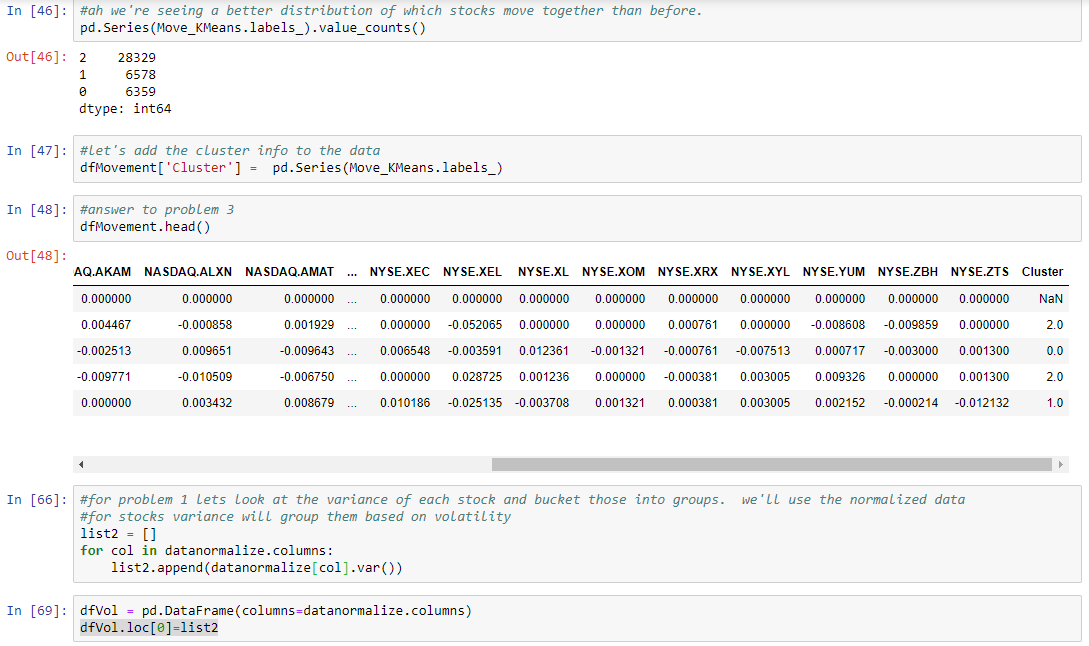 In [46]: #ah we're seeing a better distribution of which stocks move together than before.
pd.Series(Move_KMeans.labels_).value_counts()
Out[46]: 2    28329
1    6578
0    6359
dtype: int64
In [47]: #let's add the cluster info to the data
dfMovement['Cluster'] =  pd.Series(Move_KMeans.labels_)
In [48]: #answer to problem 3
dfMovement.head()
Out[48]:
AQ.AKAM NASDAQ.ALXN NASDAQ.AMAT ... NYSE.XEC NYSE.XEL NYSE.XL NYSE.XOM NYSE.XRX NYSE.XYL NYSE.YUM NYSE.ZBH NYSE.ZTS Cluster
0.000000 0.000000 0.000000 ... 0.000000 0.000000 0.000000 0.000000 0.000000 0.000000 0.000000 0.000000 0.000000 NaN
0.004467 -0.000858 0.001929 ... 0.000000 -0.052065 0.000000 0.000000 0.000761 0.000000 -0.008608 -0.009859 0.000000 2.0
-0.002513 0.009651 -0.009643 ... 0.006548 -0.003591 0.012361 -0.001321 -0.000761 -0.007513 0.000717 -0.003000 0.001300 0.0
-0.009771 -0.010509 -0.006750 ... 0.000000 0.028725 0.001236 0.000000 -0.000381 0.003005 0.009326 0.000000 0.001300 2.0
0.000000 0.003432 0.008679 ... 0.010186 -0.025135 -0.003708 0.001321 0.000381 0.003005 0.002152 -0.000214 -0.012132 1.0
In [66]: #for problem 1 lets look at the variance of each stock and bucket those into groups.  we'll use the normalized data
#for stocks variance will group them based on volatility
list2 = []
for col in datanormalize.columns:
    list2.append(datanormalize[col].var())
In [69]: dfVol = pd.DataFrame(columns=datanormalize.columns)
dfVol.loc[0]=list2